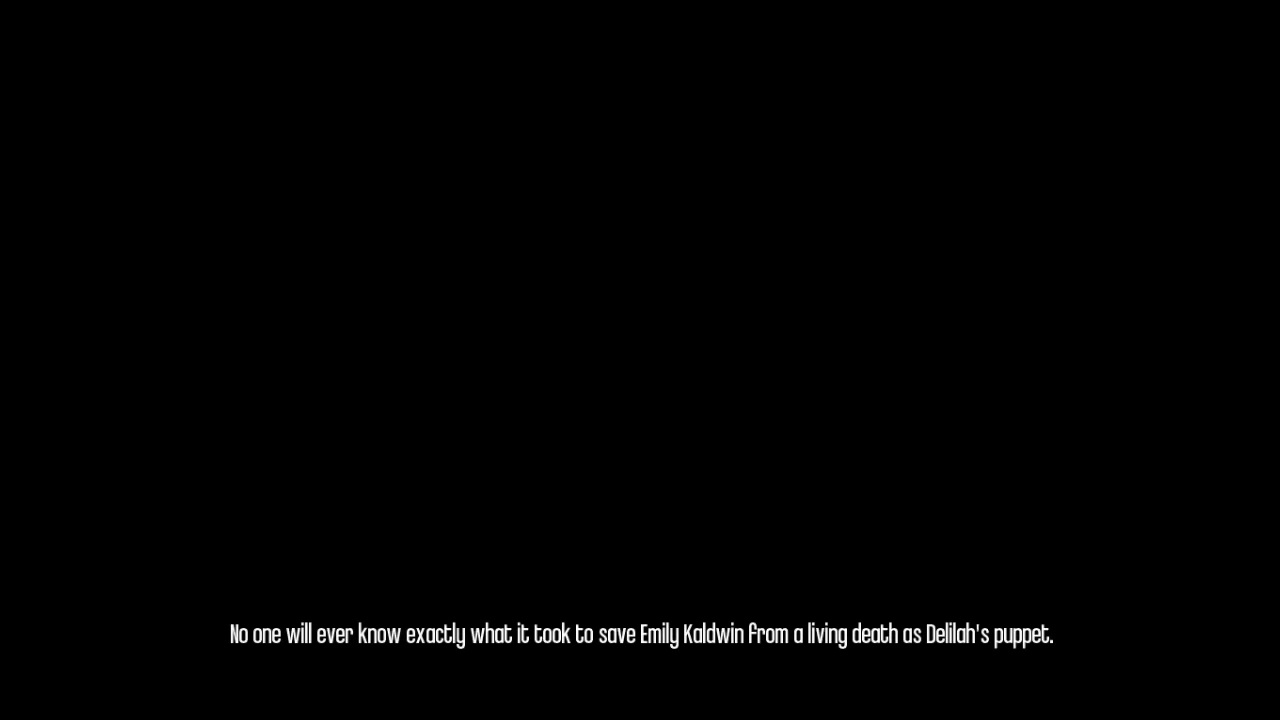 No one will ever know exactly what it took to save Emily Kaldwin from a living death as Delilah's puppet.